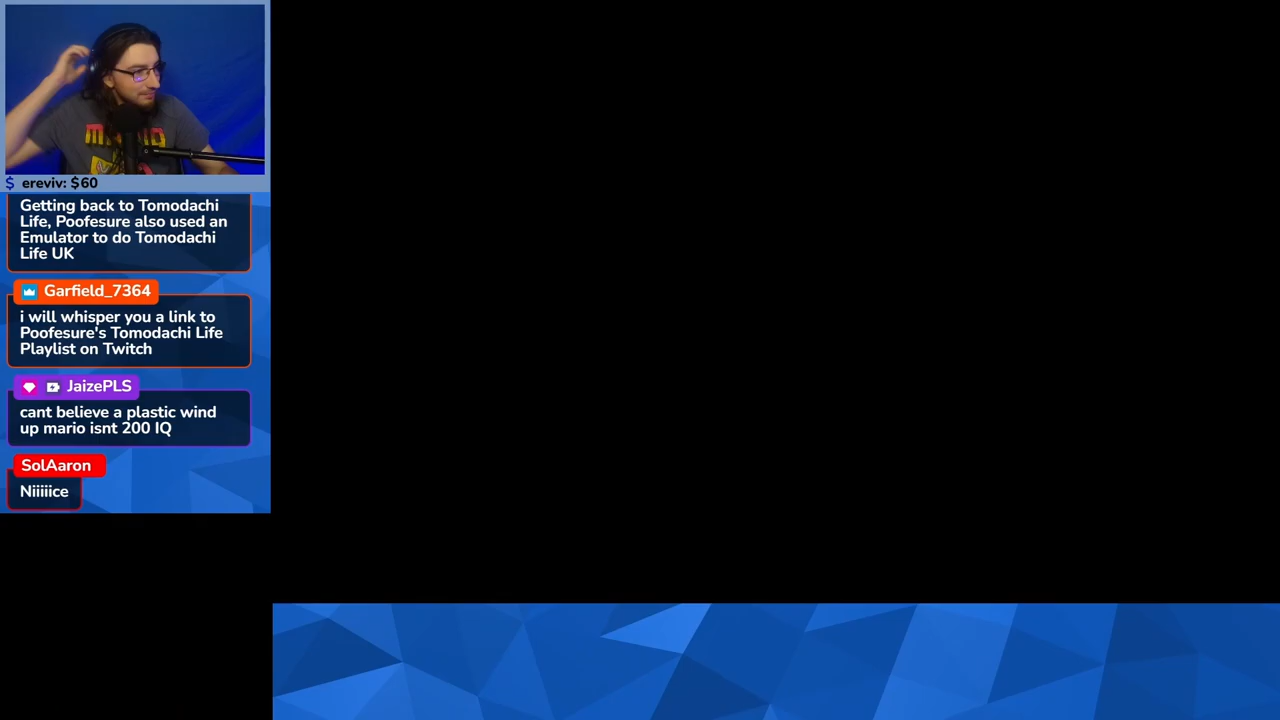 $ ereviv: $60
Getting back to Tomodachi
Life, Poofesure also used an
Emulator to do Tomodachi
Life UK
Garfield_7364
i will whisper you a link to
Poofesure's Tomodachi Life
Playlist on Twitch
JaizePLS
cant believe a plastic wind
up mario isnt 200 IQ
SolAaron
Niiiiice